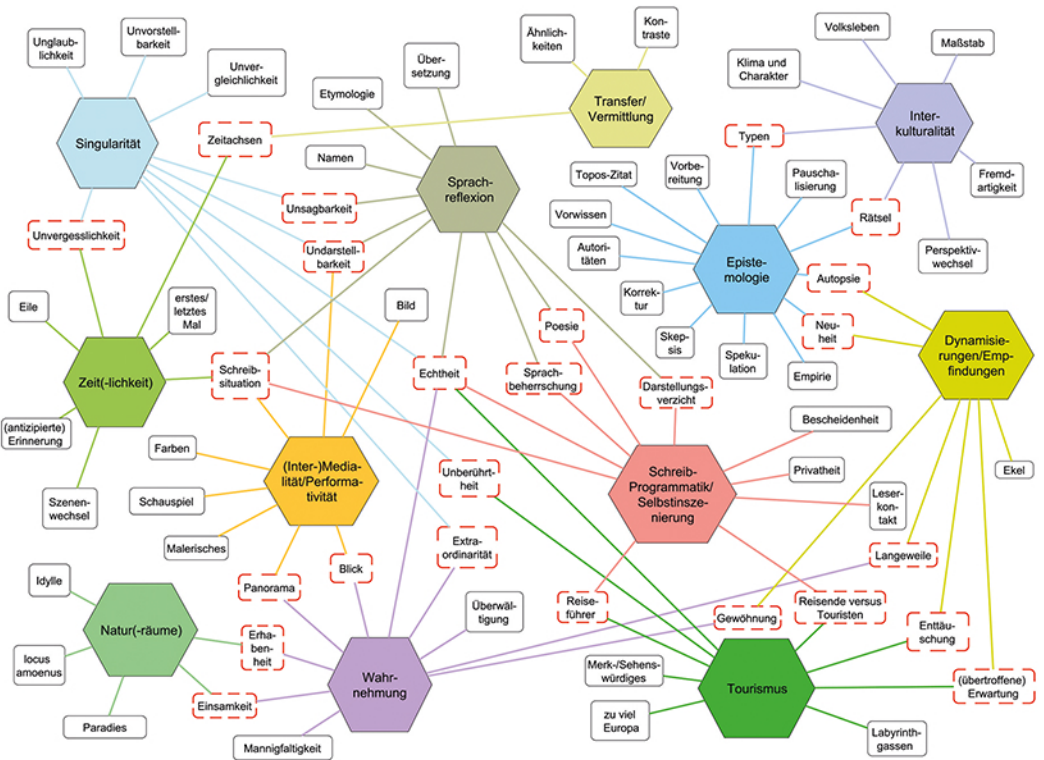 Unglaub-
lichkeit
Unvorstell-
barkeit
Unver-
gleichlichkeit
Singularität
Zeitachsen
Unvergesslichkeit
Etymologie
Über-
setzung
Namen
Sprach-
reflexion
Unsagbarkeit
Undarstell-
barkeit
Ähnlich-
keiten
Kon-
traste
Transfer/
Vermittlung
Volksleben
Maßstab
Klima und
Charakter
Inter-
kulturalität
Typen
Fremd-
artigkeit
Rätsel
Perspektiv-
wechsel
Topos-Zitat
Vorbe-
reitung
Pauscha-
lisierung
Vorwissen
Autori-
täten
Episte-
mologie
Autopsie
Korrek-
tur
Skep-
sis
Speku-
lation
Empirie
Neu-
heit
Dynamisie-
rungen/Emp-
findungen
Eile
erstes/
letztes
Mal
Zeit(-lichkeit)
(antizipierte)
Erinnerung
Szenen-
wechsel
Schreib-
situation
Bild
Echtheit
Poesie
Sprach-
beherrschung
Darstellungs-
verzicht
Farben
Schauspiel
Malerisches
(Inter-)Media-
lität/Performa-
tivität
Unberührt-
heit
Extra-
ordinarität
Schreib-
Programmatik/
Selbstinsze-
nierung
Bescheidenheit
Privatheit
Leser-
kon-
takt
Ekel
Langeweile
Panorama
Blick
Idylle
Natur(-räume)
locus
amoenus
Paradies
Erha-
ben-
heit
Einsamkeit
Mannigfaltigkeit
Wahr-
nehmung
Überwäl-
tigung
Reise-
führer
Gewöhnung
Reisende versus
Touristen
Enttäu-
schung
(übertroffene)
Erwartung
Merk-/Sehens-
würdiges
zu viel
Europa
Tourismus
Labyrinth-
gassen